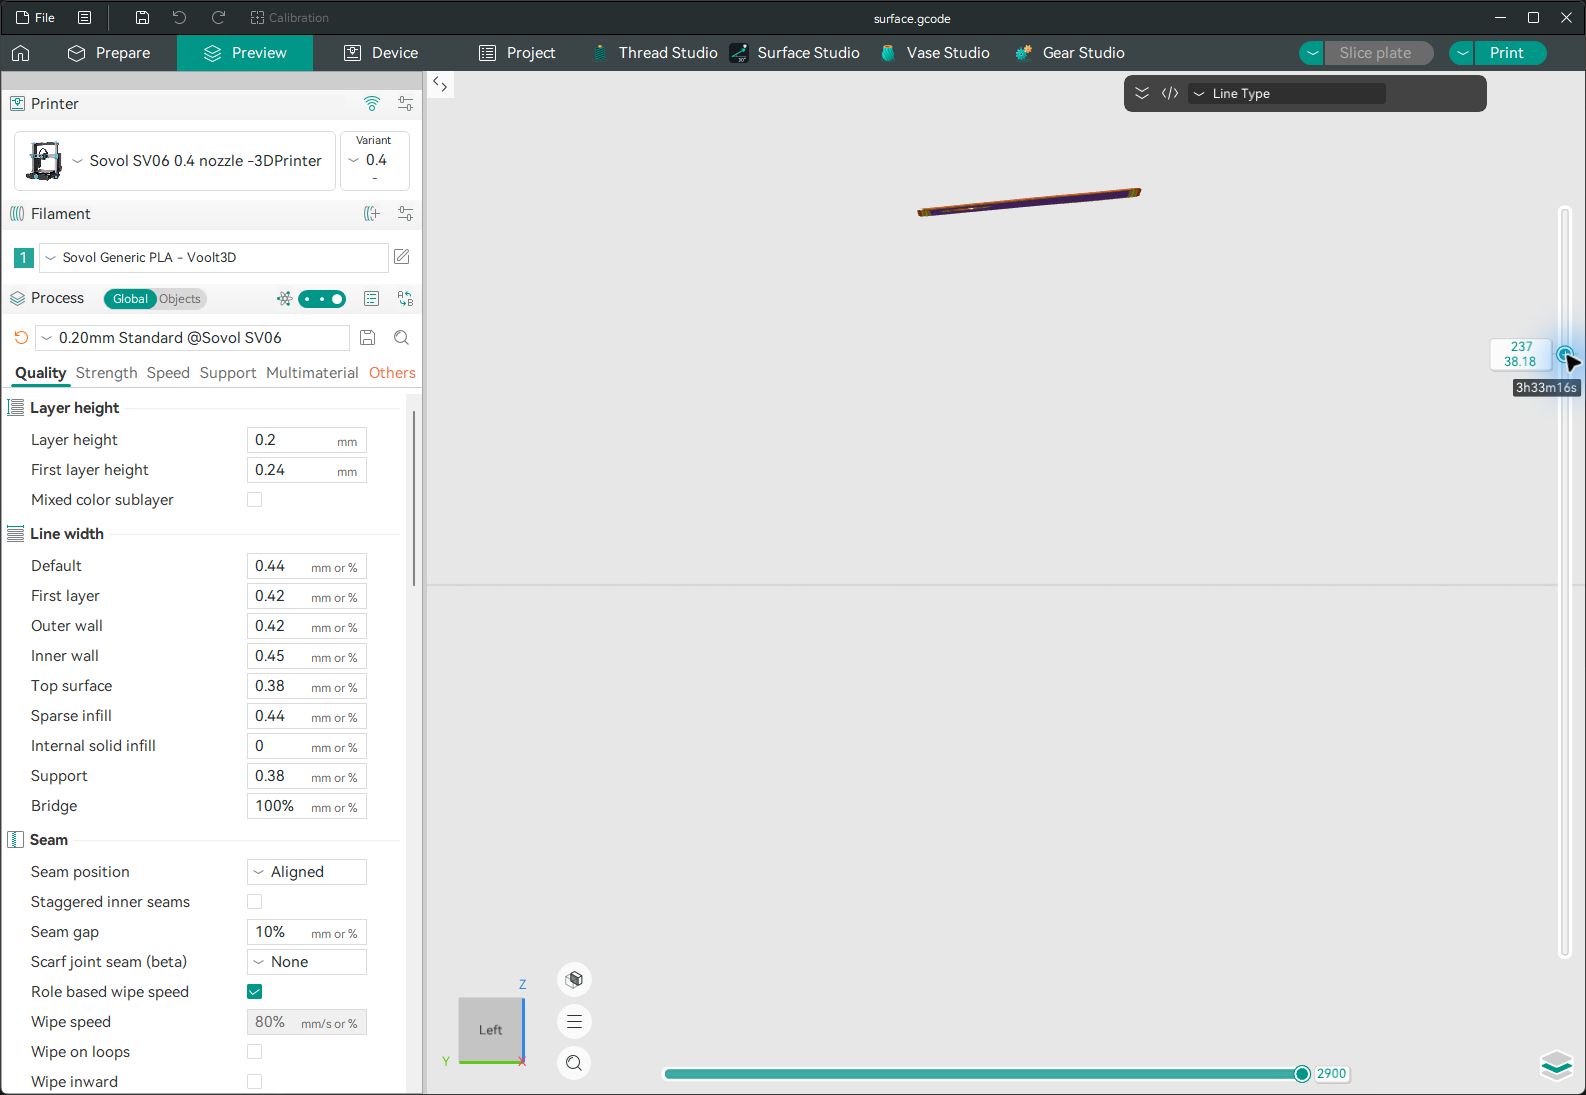 File
Calibration
surface.gcode
Prepare
Preview
Device
Project
Thread Studio
Surface Studio
Vase Studio
Gear Studio
Slice plate
Print
Printer
Sovol SV06 0.4 nozzle -3DPrinter
Variant
0.4
-
Filament
1
Sovol Generic PLA - Voolt3D
Process
Global
Objects
0.20mm Standard @Sovol SV06
Quality
Strength
Speed
Support
Multimaterial
Others
Layer height
Layer height
0.2 mm
First layer height
0.24 mm
Mixed color sublayer
Line width
Default
0.44 mm or %
First layer
0.42 mm or %
Outer wall
0.42 mm or %
Inner wall
0.45 mm or %
Top surface
0.38 mm or %
Sparse infill
0.44 mm or %
Internal solid infill
0 mm or %
Support
0.38 mm or %
Bridge
100% mm or %
Seam
Seam position
Aligned
Staggered inner seams
Seam gap
10% mm or %
Scarf joint seam (beta)
None
Role based wipe speed
Wipe speed
80% mm/s or %
Wipe on loops
Wipe inward
Line Type
237
38.18
3h33m16s
Z
Left
Y
X
2900